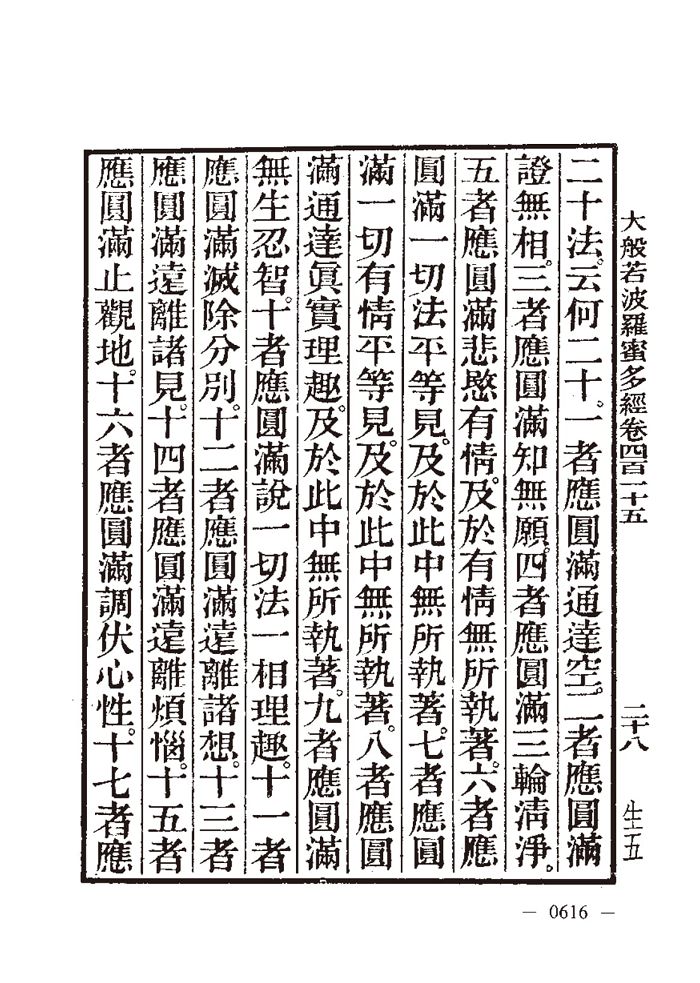 大般若波羅蜜多經卷四百一十五　二十八　生五
二十法。云何二十。一者應圓滿通達空。二者應圓滿
證無相。三者應圓滿知無願。四者應圓滿三輪清淨。
五者應圓滿悲愍有情。及於有情無所執著。六者應
圓滿一切法平等見。及於此中無所執著。七者應圓
滿一切有情平等見。及於此中無所執著。八者應圓
滿通達眞實理趣。及於此中無所執著。九者應圓滿
無生忍智。十者應圓滿說一切法一相理趣。十一者
應圓滿滅除分別。十二者應圓滿遠離諸想。十三者
應圓滿遠離諸見。十四者應圓滿遠離煩惱。十五者
應圓滿止觀地。十六者應圓滿調伏心性。十七者應
— 0616 —